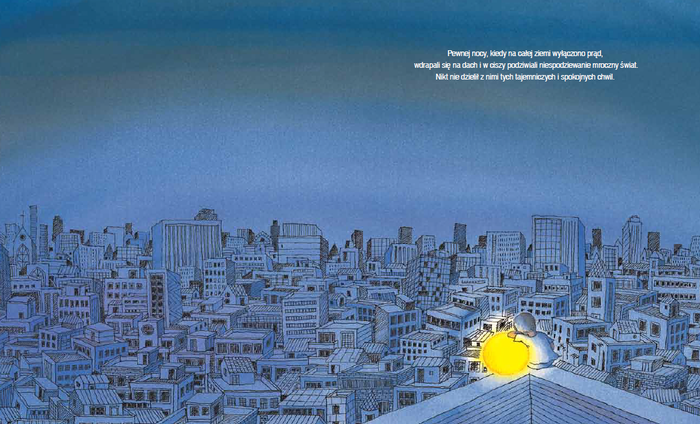 Pewnej nocy, kiedy na całej ziemi wyłączono prąd,
wdrapali się na dach i w ciszy podziwiali niespodziewanie mroczny świat.
Nikt nie dzielił z nimi tych tajemniczych i spokojnych chwil.